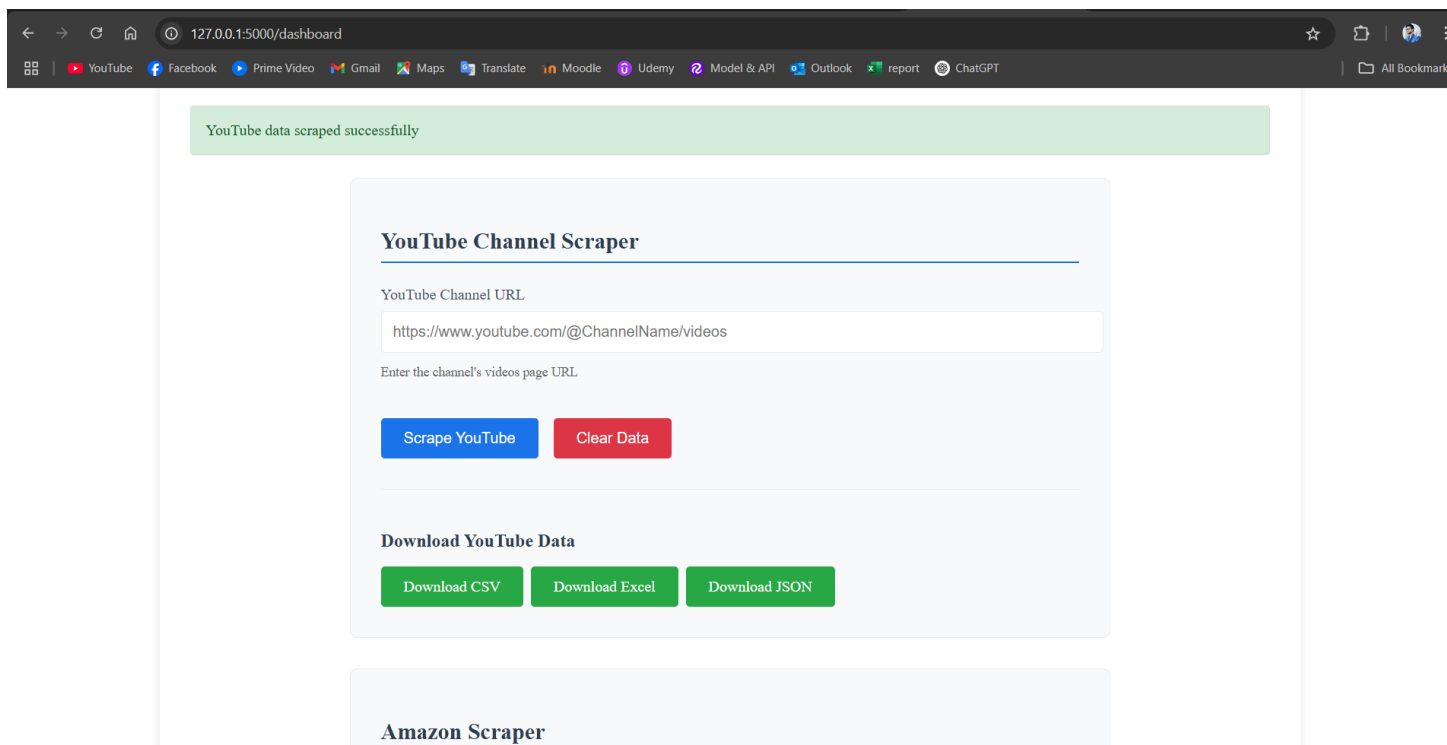 127.0.0.1:5000/dashboard
YouTube Facebook Prime Video Gmail Maps Translate Moodle Udemy Model & API Outlook report ChatGPT All Bookmark
YouTube data scraped successfully
YouTube Channel Scraper
YouTube Channel URL
https://www.youtube.com/@ChannelName/videos
Enter the channel's videos page URL
Scrape YouTube Clear Data
Download YouTube Data
Download CSV Download Excel Download JSON
Amazon Scraper